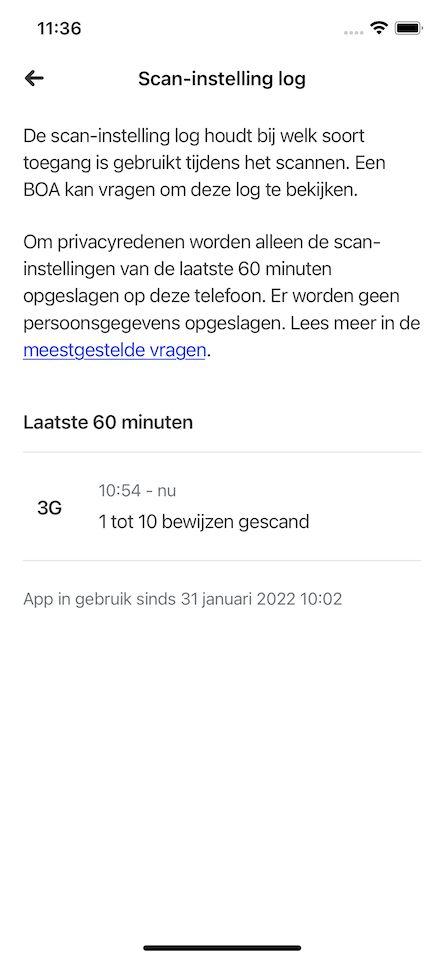 11:36
Scan-instelling log
De scan-instelling log houdt bij welk soort
toegang is gebruikt tijdens het scannen. Een
BOA kan vragen om deze log te bekijken.
Om privacyredenen worden alleen de scan-
instellingen van de laatste 60 minuten
opgeslagen op deze telefoon. Er worden geen
persoonsgegevens opgeslagen. Lees meer in de
meestgestelde vragen.
Laatste 60 minuten
10:54 - nu
3G
1 tot 10 bewijzen gescand
App in gebruik sinds 31 januari 2022 10:02